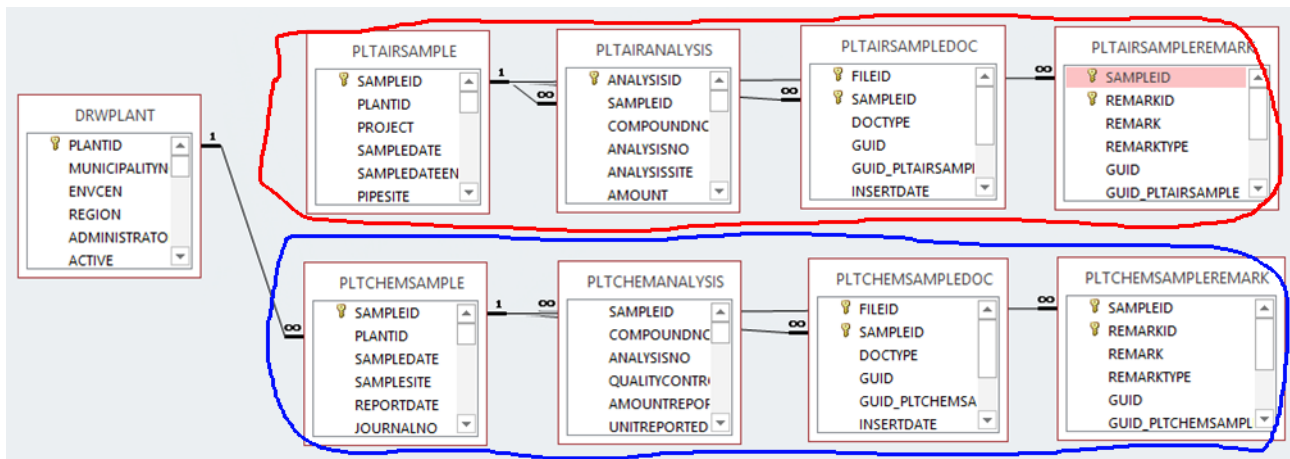 PLTAIRSAMPLE
SAMPLEID
PLANTID
PROJECT
SAMPLEDATE
SAMPLEDATEEN
PIPESITE
1
∞
PLTAIRANALYSIS
ANALYSISID
SAMPLEID
COMPOUNDNC
ANALYSISNO
ANALYSISSITE
AMOUNT
∞
PLTAIRSAMPLEDOC
FILEID
SAMPLEID
DOCTYPE
GUID
GUID_PLTAIRSAMPI
INSERTDATE
∞
PLTAIRSAMPLEREMARK
SAMPLEID
REMARKID
REMARK
REMARKTYPE
GUID
GUID_PLTAIRSAMPLE
DRWPLANT
PLANTID
MUNICIPALITYN
ENVCEN
REGION
ADMINISTRATO
ACTIVE
1
∞
PLTCHEMSAMPLE
SAMPLEID
PLANTID
SAMPLEDATE
SAMPLESITE
REPORTDATE
JOURNALNO
1
∞
PLTCHEMANALYSIS
SAMPLEID
COMPOUNDNC
ANALYSISNO
QUALITYCONTR
AMOUNTREPOR
UNITREPORTED
∞
PLTCHEMSAMPLEDOC
FILEID
SAMPLEID
DOCTYPE
GUID
GUID_PLTCHEMSA
INSERTDATE
∞
PLTCHEMSAMPLEREMARK
SAMPLEID
REMARKID
REMARK
REMARKTYPE
GUID
GUID_PLTCHEMSAMPL